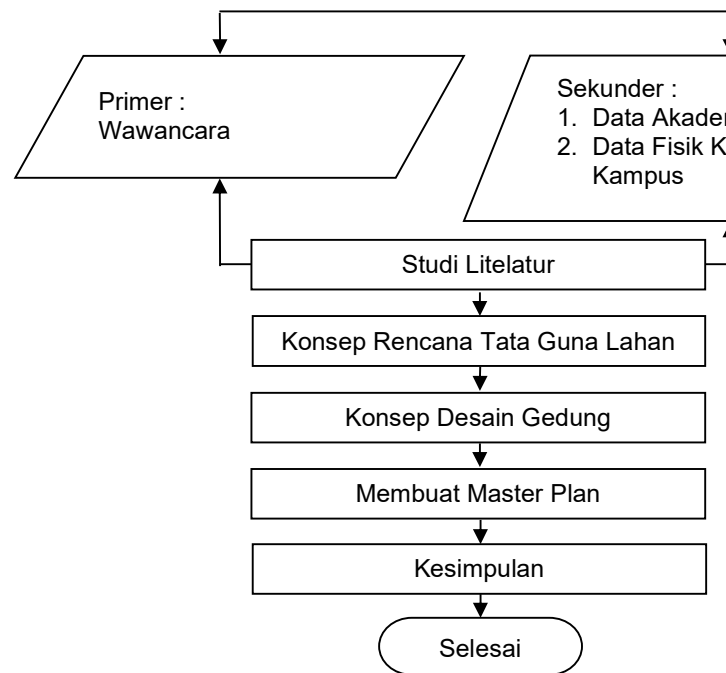 Primer :
Wawancara
Sekunder :
1. Data
2. Data Fisik
Kampus
Studi Litelatur
Konsep Rencana Tata Guna Lahan
Konsep Desain Gedung
Membuat Master Plan
Kesimpulan
Selesai